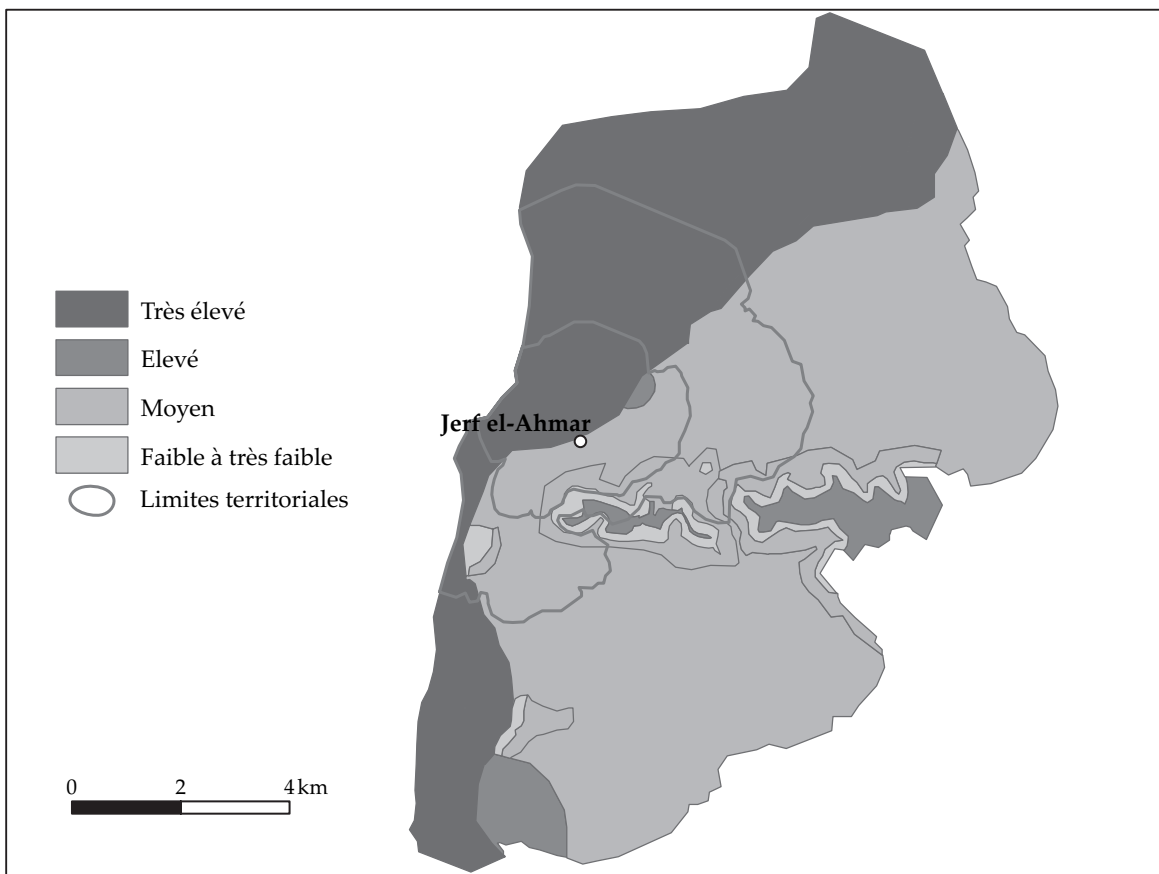 Très élevé
Elevé
Moyen
Jerf el-Ahmar
Faible à très faible
Limites territoriales
0 2 4 km